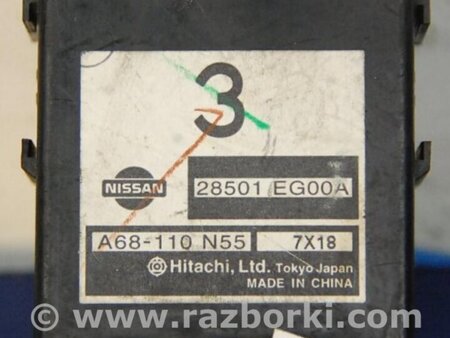 3
NISSAN 28501 EG00A
A68-110 N55 7X18
Hitachi, Ltd. Tokyo Japan
MADE IN CHINA
© www.razborki.com